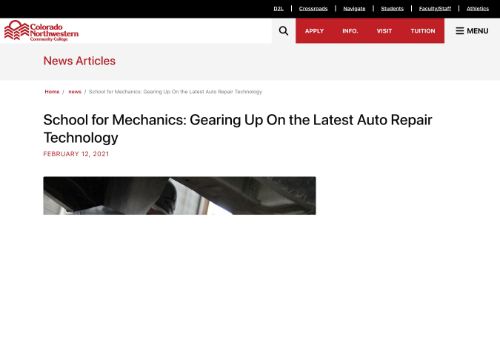 D2L | Crossroads | Navigate | Students | Faculty/Staff | Athletics
Colorado
Northwestern
Community College
APPLY INFO. VISIT TUITION MENU
News Articles
Home / news / School for Mechanics: Gearing Up On the Latest Auto Repair Technology
School for Mechanics: Gearing Up On the Latest Auto Repair
Technology
FEBRUARY 12, 2021